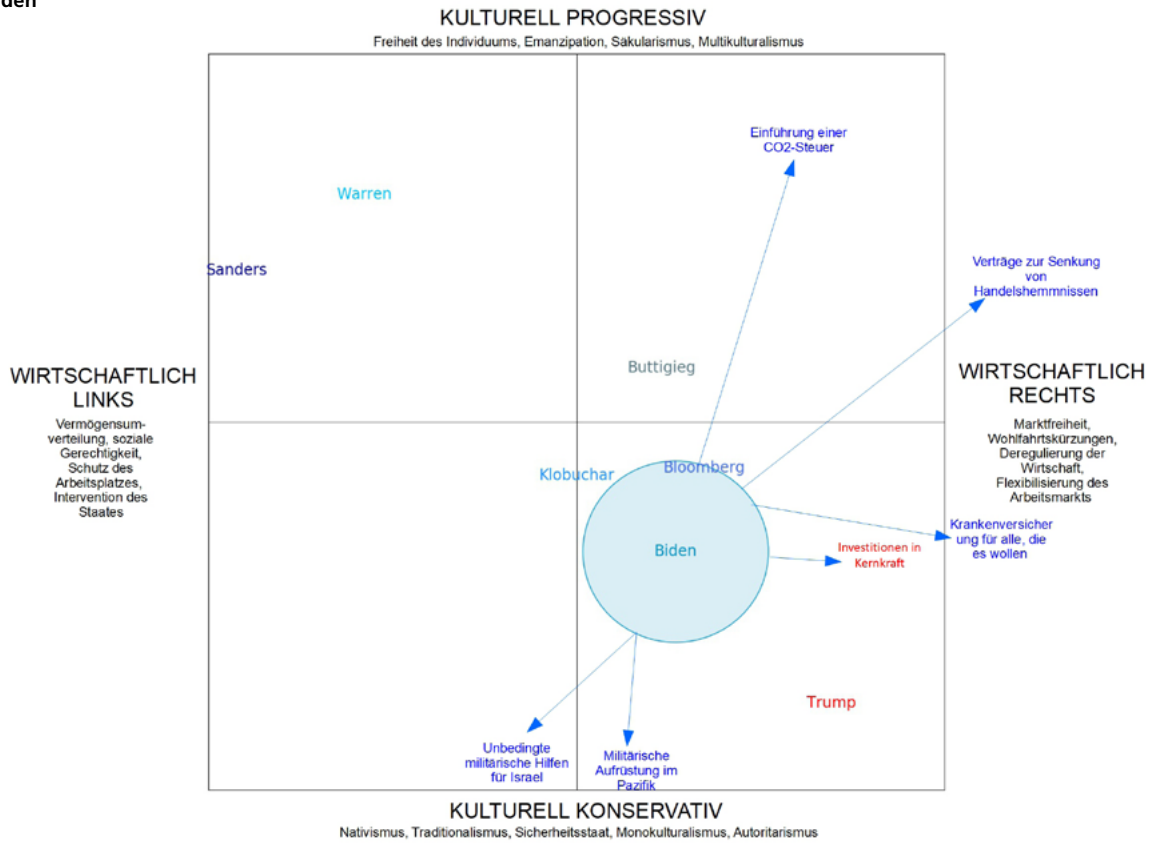 den
KULTURELL PROGRESSIV
Freiheit des Individuums, Emanzipation, Säkularismus, Multikulturalismus
Einführung einer
CO2-Steuer
Warren
Sanders
Verträge zur Senkung
von
Handelshemmnissen
Buttigieg
WIRTSCHAFTLICH
LINKS
Vermögensum-
verteilung, soziale
Gerechtigkeit,
Schutz des
Arbeitsplatzes,
Intervention des
Staates
WIRTSCHAFTLICH
RECHTS
Marktfreiheit,
Wohlfahrtskürzungen,
Deregulierung der
Wirtschaft,
Flexibilisierung des
Arbeitsmarkts
Klobuchar
Bloomberg
Biden
Krankenversicher
ung für alle, die
es wollen
Investitionen in
Kernkraft
Trump
Unbedingte
militärische Hilfen
für Israel
Militärische
Aufrüstung im
Pazifik
KULTURELL KONSERVATIV
Nativismus, Traditionalismus, Sicherheitsstaat, Monokulturalismus, Autoritarismus